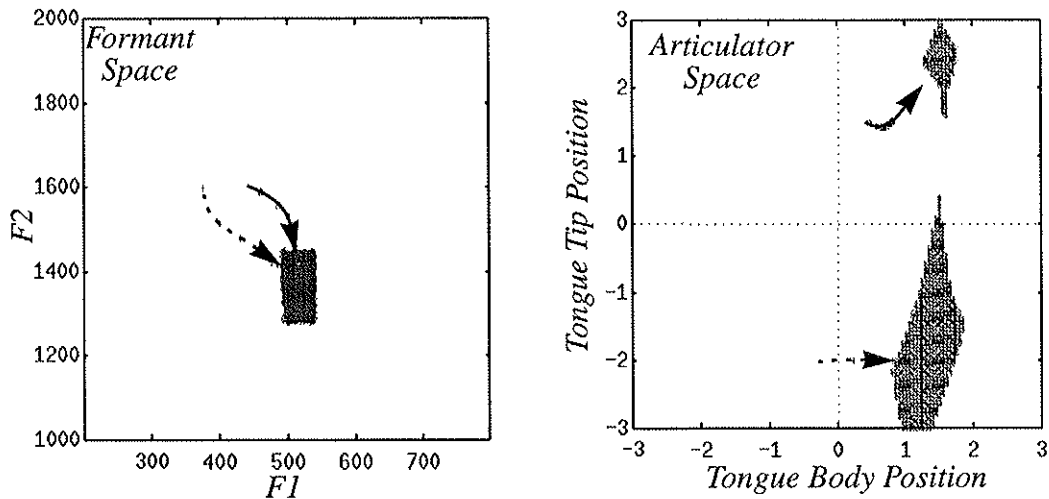 Formant
Space
2000
1800
1600
1400
1200
1000
F2
300 400 500 600 700
F1
Articulator
Space
3
2
1
0
-1
-2
-3
Tongue Tip Position
-3 -2 -1 0 1 2 3
Tongue Body Position